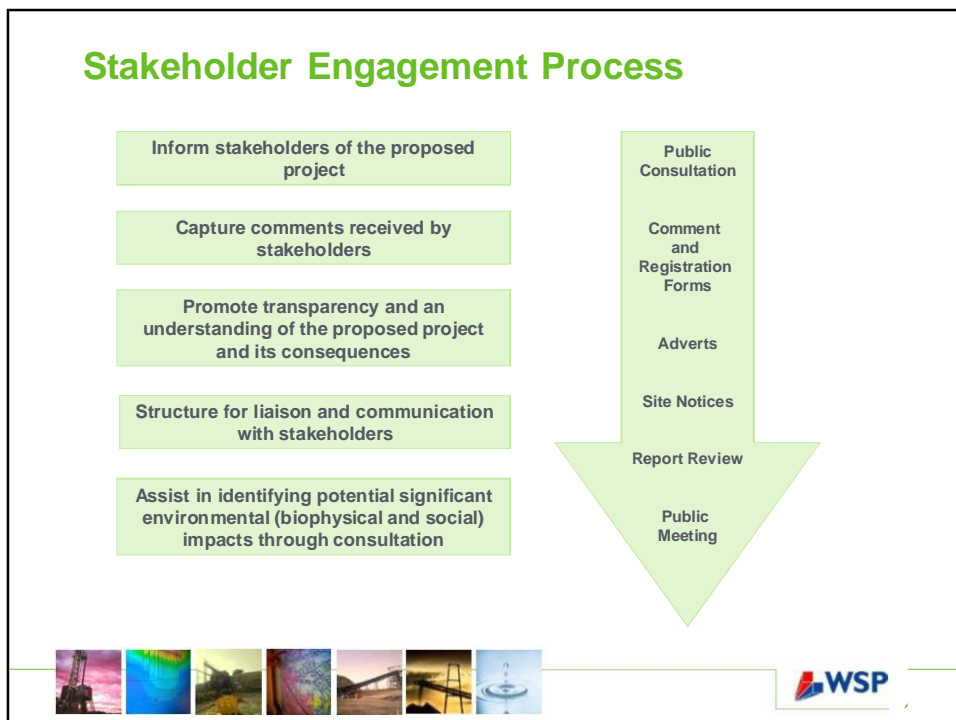 Stakeholder Engagement Process
Inform stakeholders of the proposed
project
Capture comments received by
stakeholders
Promote transparency and an
understanding of the proposed project
and its consequences
Structure for liaison and communication
with stakeholders
Assist in identifying potential significant
environmental (biophysical and social)
impacts through consultation
Public
Consultation
Comment
and
Registration
Forms
Adverts
Site Notices
Report Review
Public
Meeting
WSP